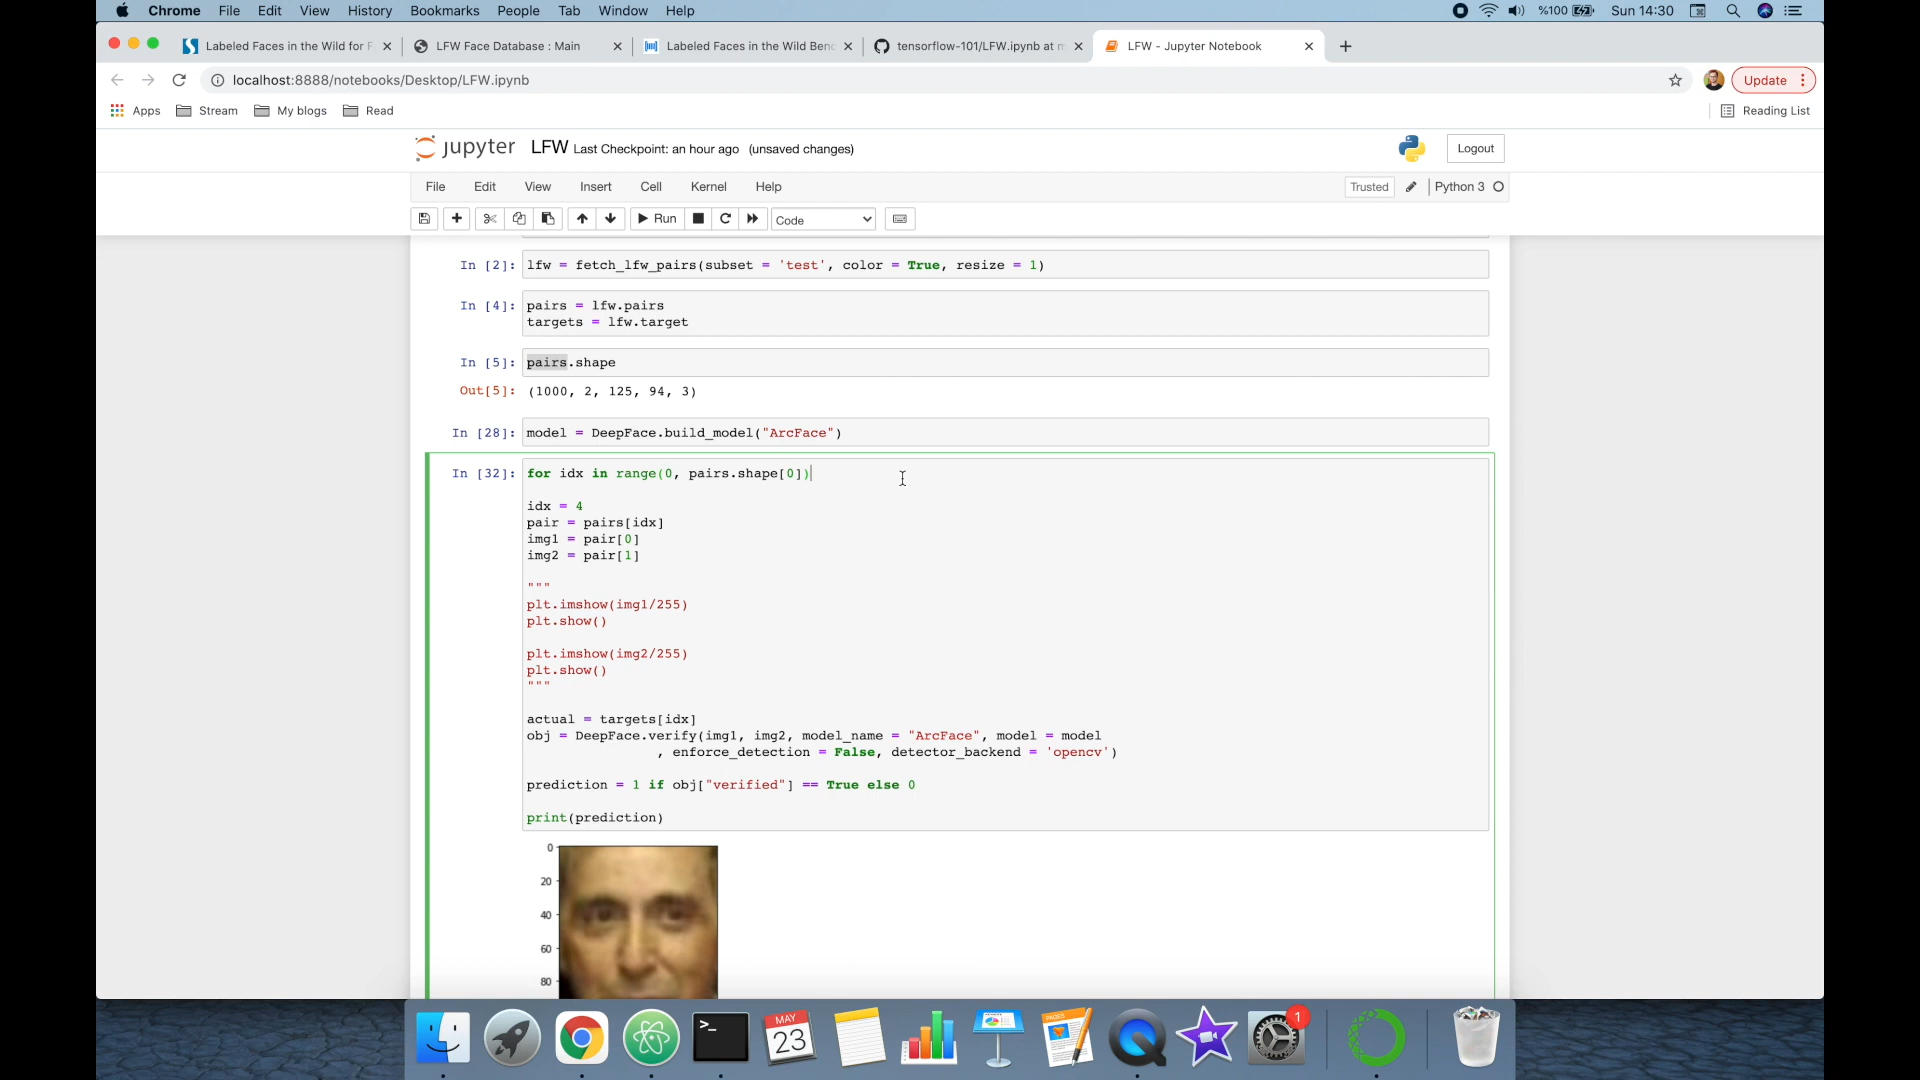 Chrome File Edit View History Bookmarks People Tab Window Help
%100 Sun 14:30
Labeled Faces in the Wild for F
LFW Face Database : Main
Labeled Faces in the Wild Ben
tensorflow-101/LFW.ipynb at m
LFW - Jupyter Notebook
localhost:8888/notebooks/Desktop/LFW.ipynb
Update
Apps Stream My blogs Read Reading List
jupyter LFW Last Checkpoint: an hour ago (unsaved changes) Logout
File Edit View Insert Cell Kernel Help Trusted Python 3
Run Code
In [2]: lfw = fetch_lfw_pairs(subset = 'test', color = True, resize = 1)
In [4]: pairs = lfw.pairs
targets = lfw.target
In [5]: pairs.shape
Out[5]: (1000, 2, 125, 94, 3)
In [28]: model = DeepFace.build_model("ArcFace")
In [32]: for idx in range(0, pairs.shape[0])
idx = 4
pair = pairs[idx]
img1 = pair[0]
img2 = pair[1]
"""
plt.imshow(img1/255)
plt.show()
plt.imshow(img2/255)
plt.show()
"""
actual = targets[idx]
obj = DeepFace.verify(img1, img2, model_name = "ArcFace", model = model
, enforce_detection = False, detector_backend = 'opencv')
prediction = 1 if obj["verified"] == True else 0
print(prediction)
0
20
40
60
80
MAY
23
PAGES
1